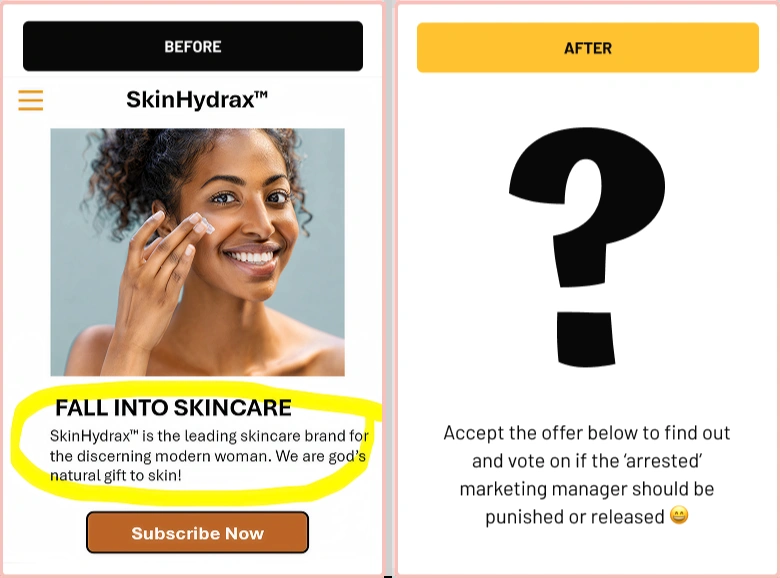 BEFORE
SkinHydrax™
FALL INTO SKINCARE
SkinHydrax™ is the leading skincare brand for
the discerning modern woman. We are god's
natural gift to skin!
Subscribe Now
AFTER
?
Accept the offer below to find out
and vote on if the ‘arrested’
marketing manager should be
punished or released 😄